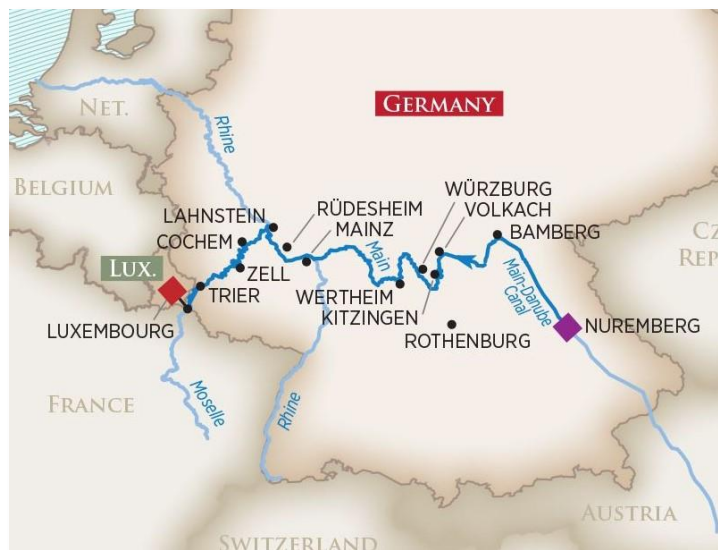 NET.
GERMANY
Rhine
BELGIUM
WÜRZBURG
VOLKACH
LAHNSTEIN
RÜDESHEIM
BAMBERG
COCHEM
MAINZ
CZ
REP
LUX.
ZELL
Main
Main-Danube
Canal
TRIER
WERTHEIM
KITZINGEN
LUXEMBOURG
NUREMBERG
ROTHENBURG
FRANCE
Moselle
Rhine
AUSTRIA
SWITZERLAND